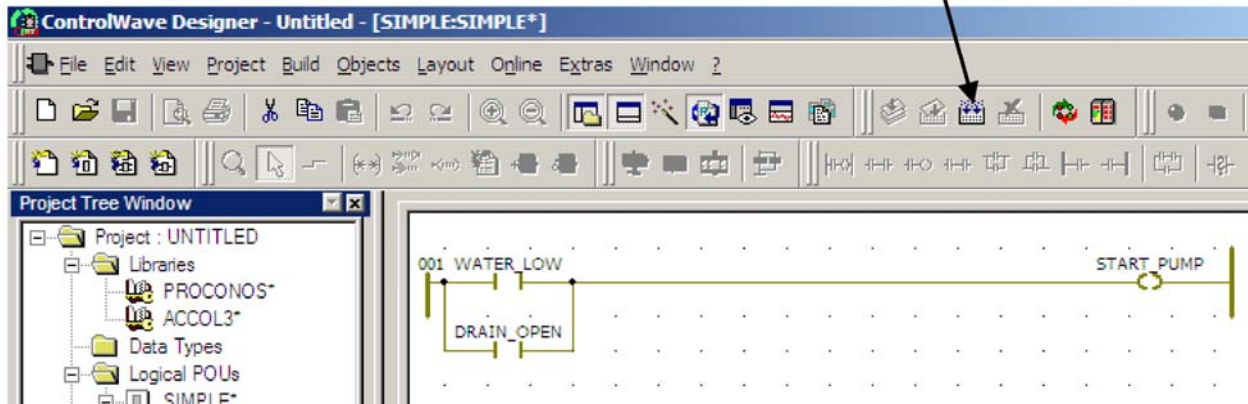 ControlWave Designer - Untitled - [SIMPLE:SIMPLE*]
File Edit View Project Build Objects Layout Online Extras Window ?
Project Tree Window
Project : UNTITLED
Libraries
PROCONOS*
ACCOL3*
Data Types
Logical POUs
SIMPLE*
001 WATER_LOW
START_PUMP
DRAIN_OPEN